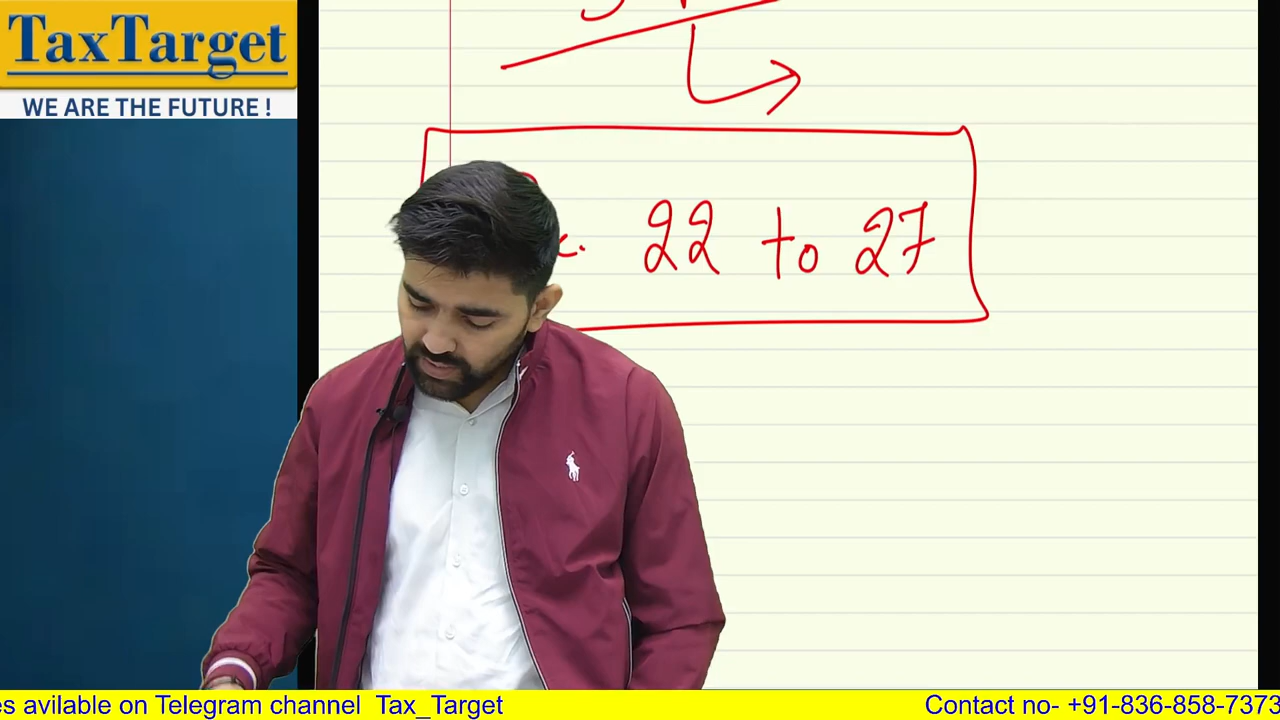 TaxTarget
WE ARE THE FUTURE !
22 to 27
es avilable on Telegram channel Tax_Target
Contact no- +91-836-858-7373